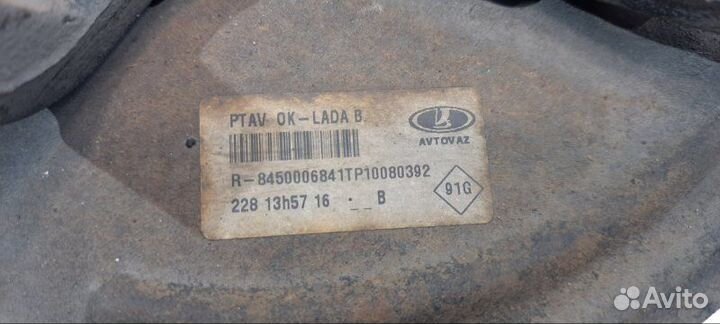 PTAV OK-LADA B.
AVTOVAZ
R-8450006841TP10080392
91G
228 13h57 16 . _ _ B
Avito